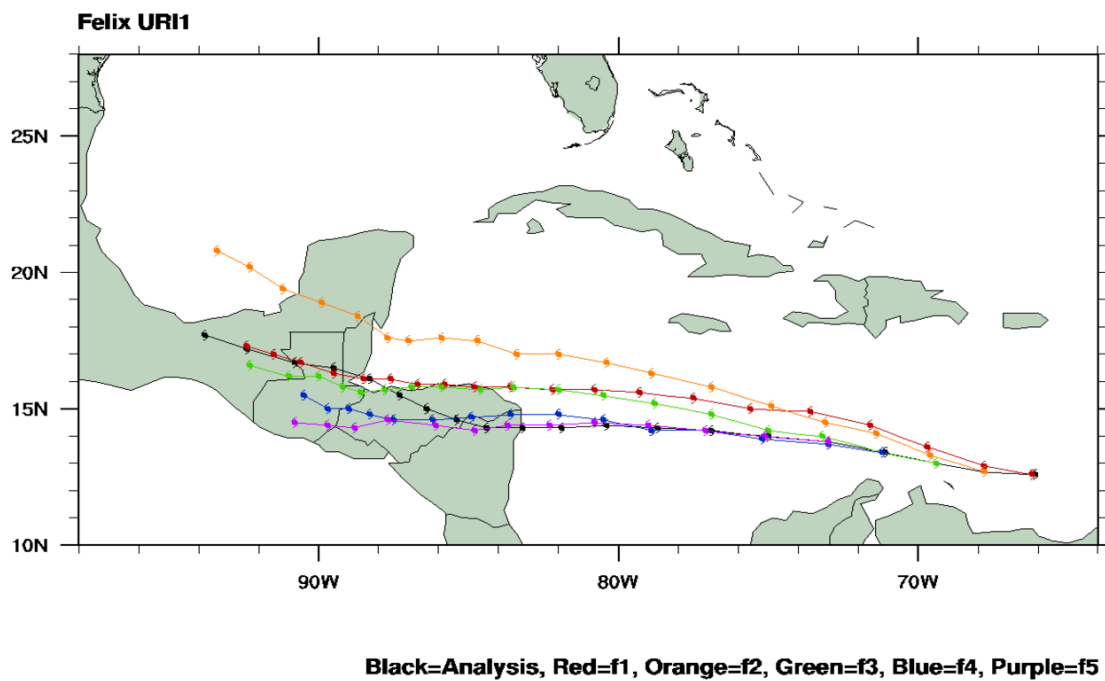 Felix URI1
25N
20N
15N
10N
90W
80W
70W
Black=Analysis, Red=f1, Orange=f2, Green=f3, Blue=f4, Purple=f5